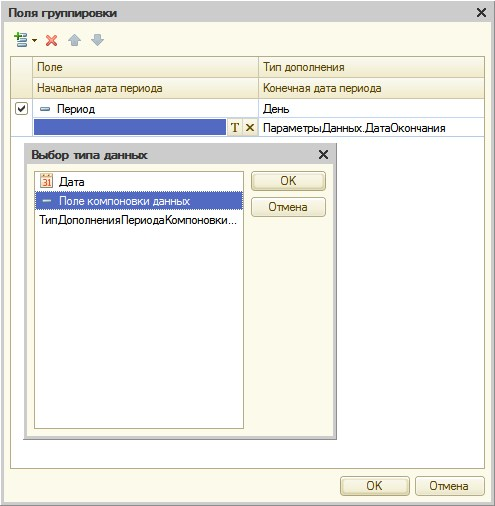 Поля группировки
Поле Тип дополнения
Начальная дата периода Конечная дата периода
Период День
T ПараметрыДанных.ДатаОкончания
Выбор типа данных
31 Дата OK
Поле компоновки данных
Отмена
ТипДополненияПериодаКомпоновки...
OK Отмена